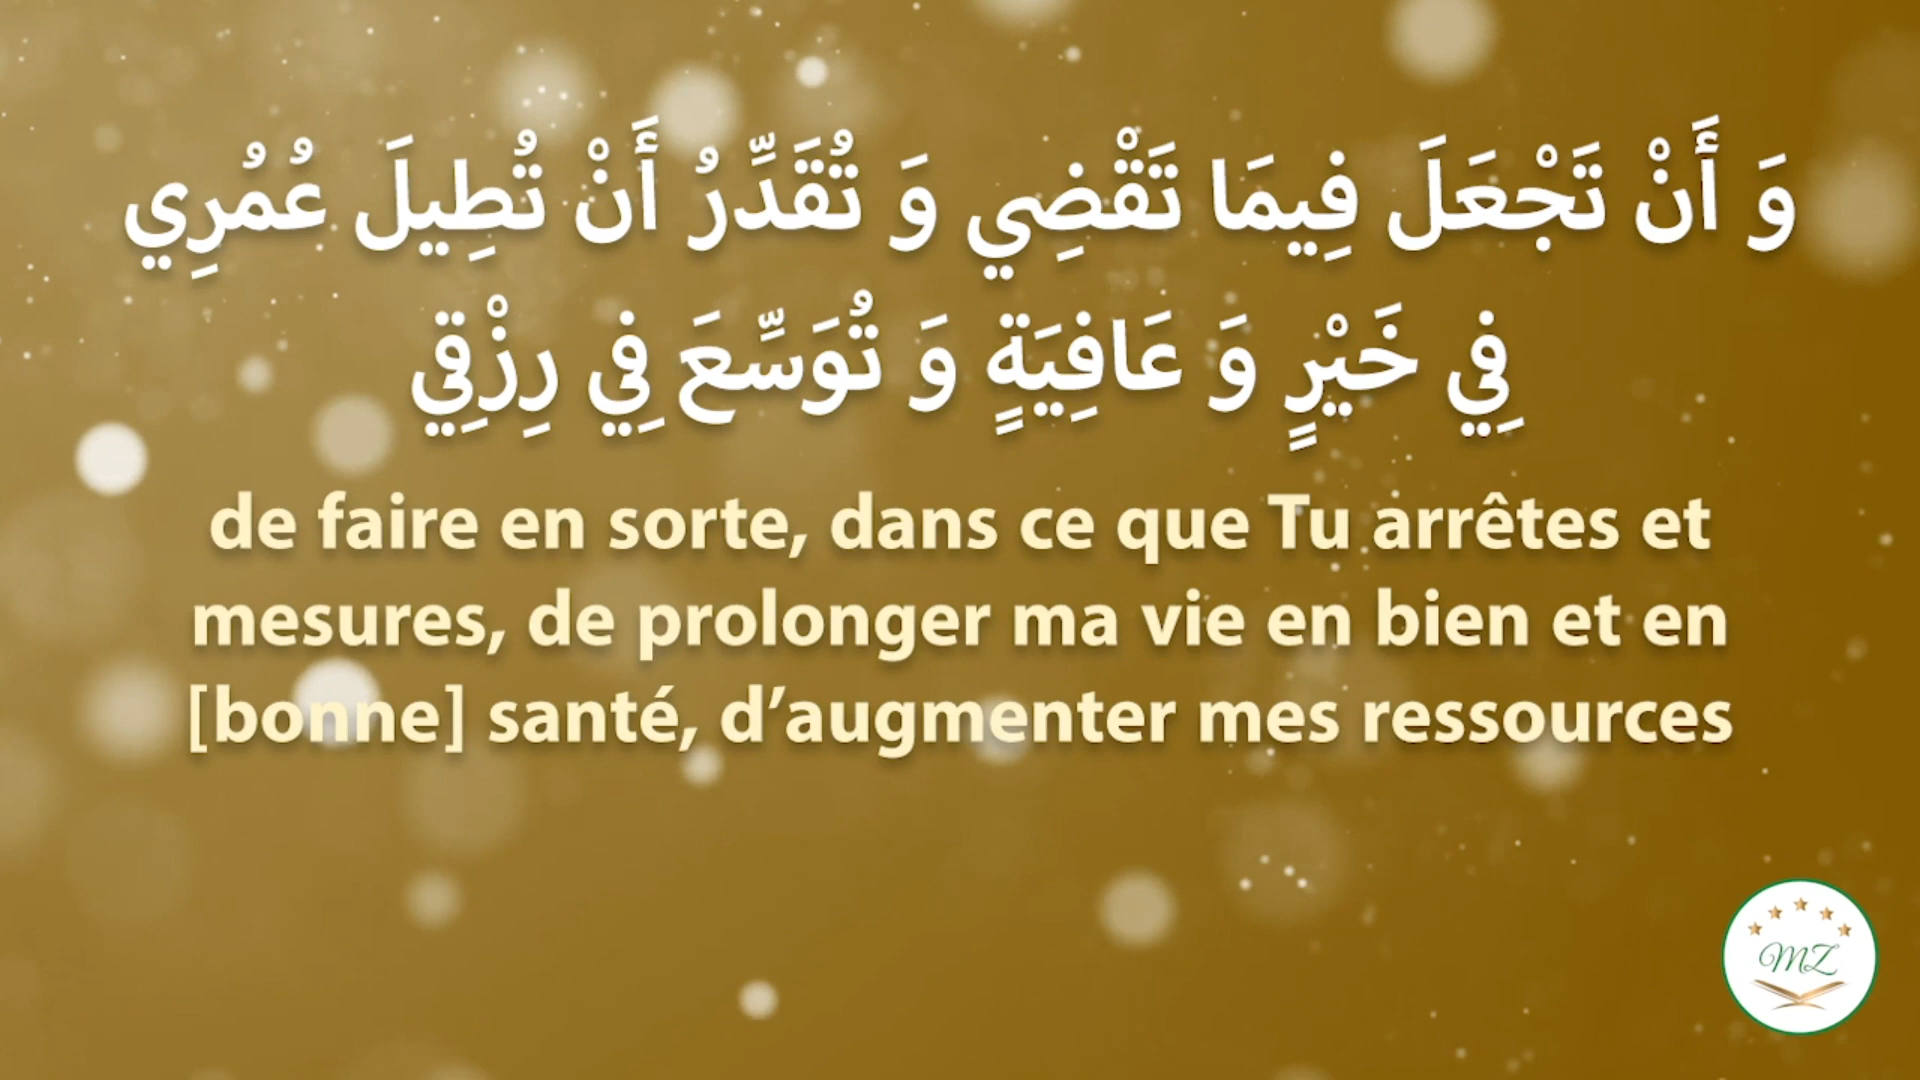 وَ أَنْ تَجْعَلَ فِيمَا تَقْضِي وَ تُقَدِّرُ أَنْ تُطِيلَ عُمُرِي
فِي خَيْرٍ وَ عَافِيَةٍ وَ تُوَسِّعَ فِي رِزْقِي
de faire en sorte, dans ce que Tu arrêtes et
mesures, de prolonger ma vie en bien et en
[bonne] santé, d’augmenter mes ressources
MZ